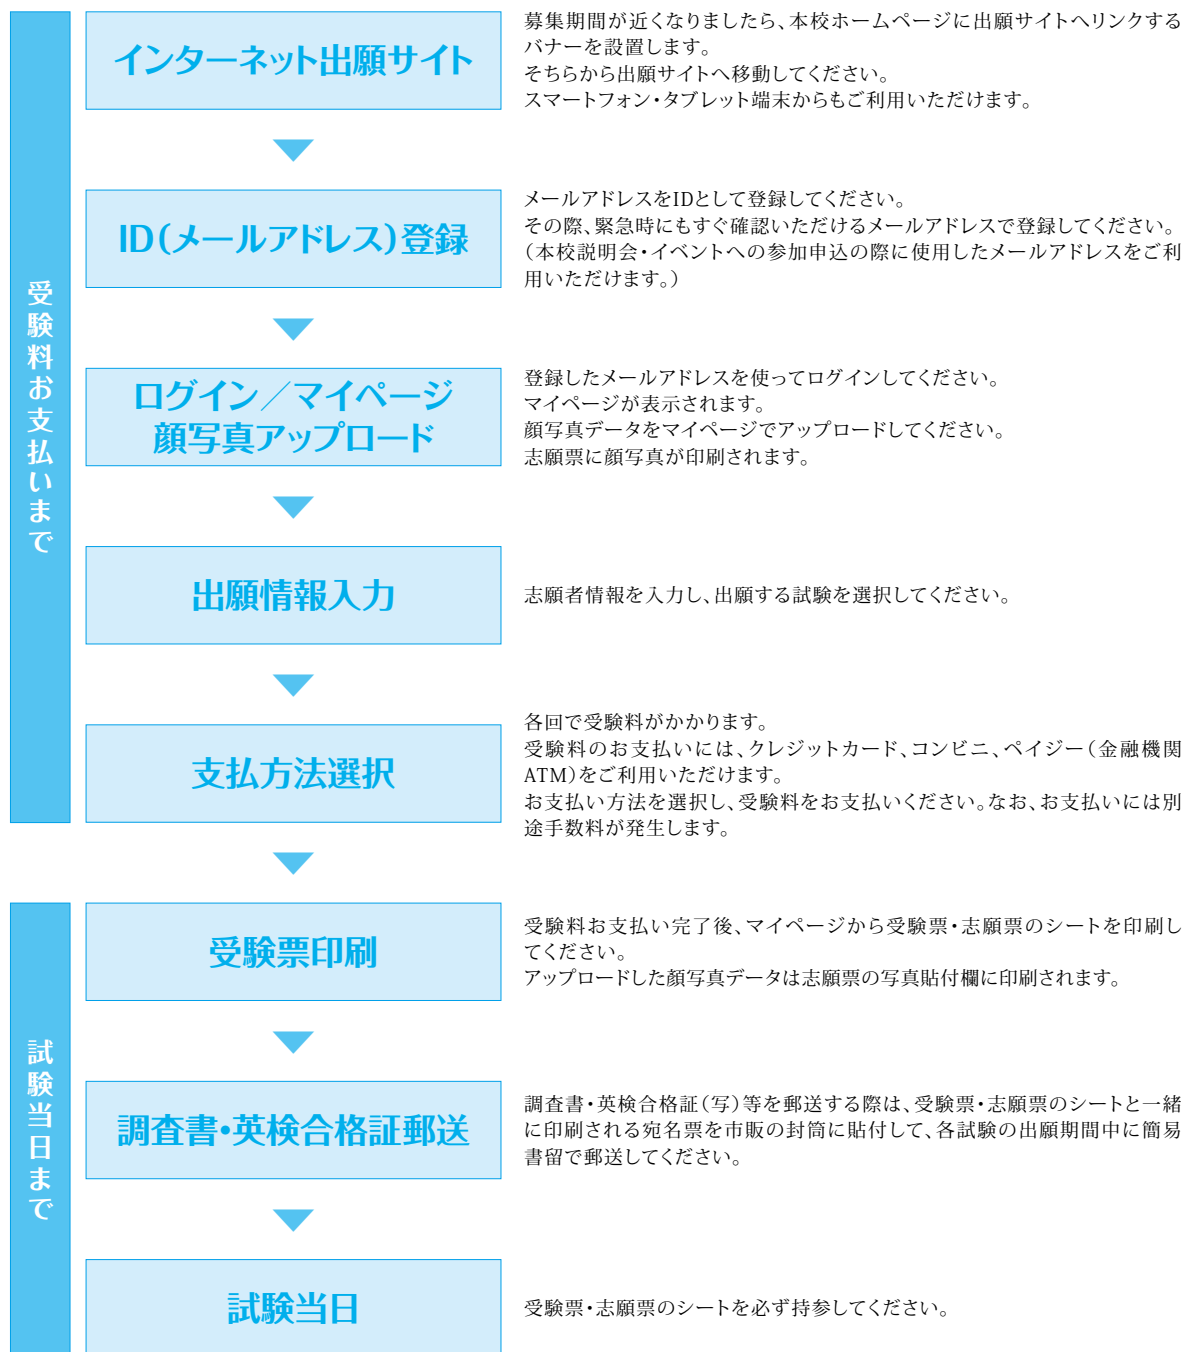 受験料お支払いまで
インターネット出願サイト
募集期間が近くなりましたら、本校ホームページに出願サイトへリンクする
バナーを設置します。
そちらから出願サイトへ移動してください。
スマートフォン・タブレット端末からもご利用いただけます。
ID(メールアドレス)登録
メールアドレスをIDとして登録してください。
その際、緊急時にもすぐ確認いただけるメールアドレスで登録してください。
(本校説明会・イベントへの参加申込の際に使用したメールアドレスをご利
用いただけます。)
ログイン／マイページ
顔写真アップロード
登録したメールアドレスを使ってログインしてください。
マイページが表示されます。
顔写真データをマイページでアップロードしてください。
志願票に顔写真が印刷されます。
出願情報入力
志願者情報を入力し、出願する試験を選択してください。
支払方法選択
各回で受験料がかかります。
受験料のお支払いには、クレジットカード、コンビニ、ペイジー(金融機関
ATM)をご利用いただけます。
お支払い方法を選択し、受験料をお支払いください。なお、お支払いには別
途手数料が発生します。
試験当日まで
受験票印刷
受験料お支払い完了後、マイページから受験票・志願票のシートを印刷し
てください。
アップロードした顔写真データは志願票の写真貼付欄に印刷されます。
調査書・英検合格証郵送
調査書・英検合格証(写)等を郵送する際は、受験票・志願票のシートと一緒
に印刷される宛名票を市販の封筒に貼付して、各試験の出願期間中に簡易
書留で郵送してください。
試験当日
受験票・志願票のシートを必ず持参してください。